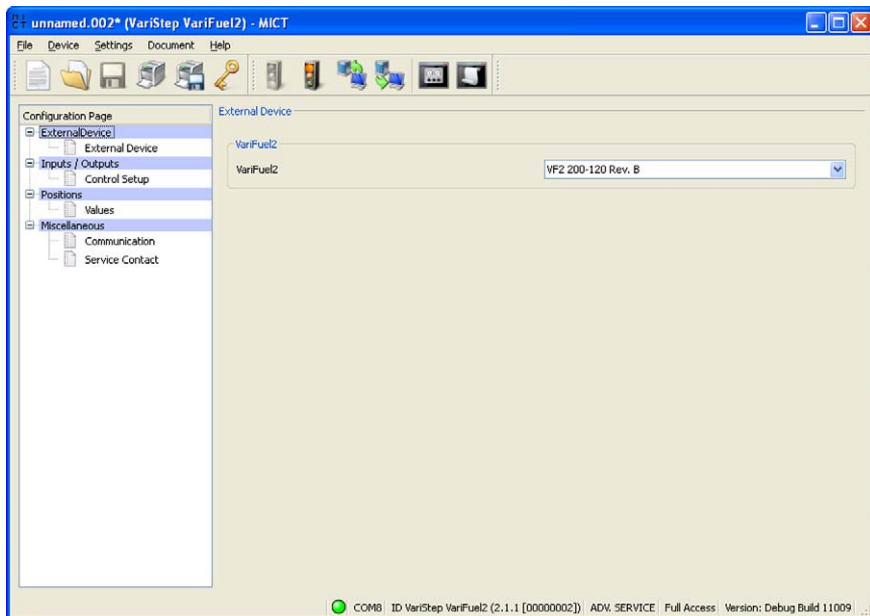 unnamed.002* (VariStep VariFuel2) - MICT
File Device Settings Document Help
Configuration Page
ExternalDevice
External Device
Inputs / Outputs
Control Setup
Positions
Values
Miscellaneous
Communication
Service Contact
External Device
VariFuel2
VariFuel2 VF2 200-120 Rev. B
COM8 ID VariStep VariFuel2 (2.1.1 [00000002]) ADV. SERVICE Full Access Version: Debug Build 11009